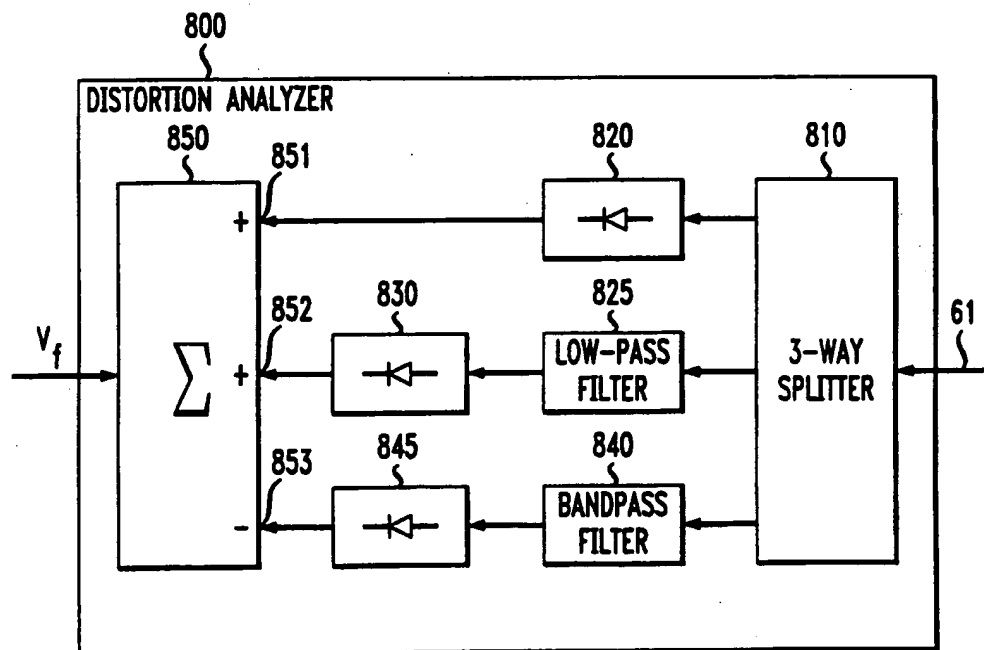 800
DISTORTION ANALYZER
850
851
820
810
+
852
830
825
61
V_f
Σ
+
LOW-PASS
FILTER
3-WAY
SPLITTER
853
845
840
-
BANDPASS
FILTER